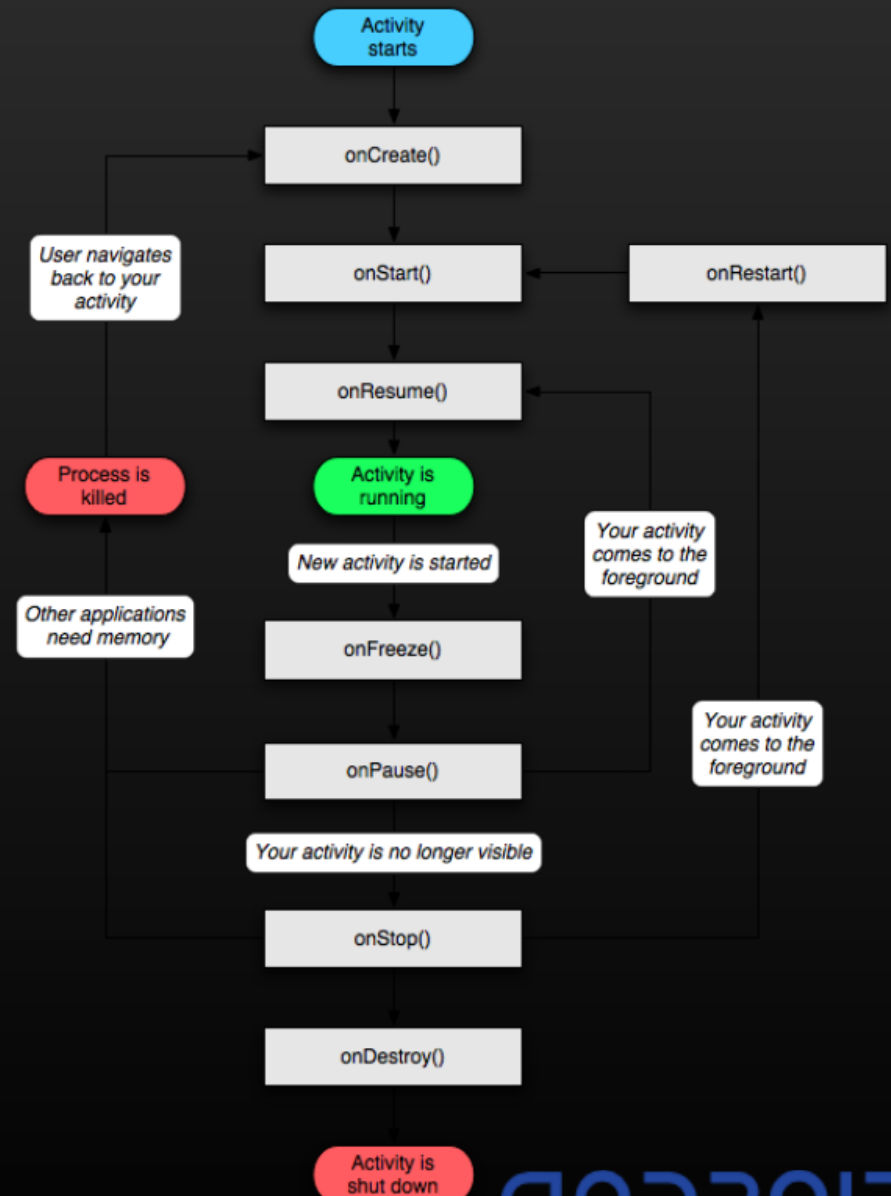 Activity
starts
onCreate()
User navigates
back to your
activity
onStart()
onRestart()
onResume()
Process is
killed
Activity is
running
Your activity
comes to the
foreground
New activity is started
Other applications
need memory
onFreeze()
Your activity
comes to the
foreground
onPause()
Your activity is no longer visible
onStop()
onDestroy()
Activity is
shut down